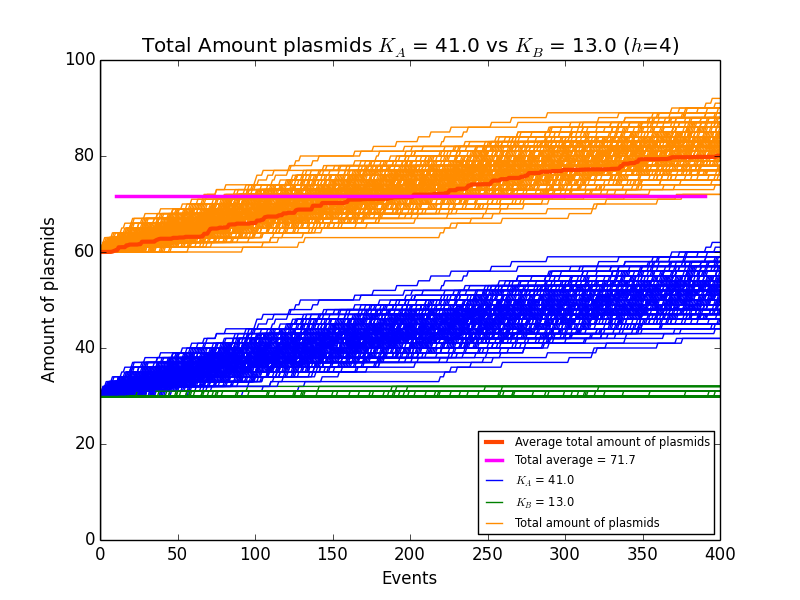 Total Amount plasmids K_A = 41.0 vs K_B = 13.0 (h=4)
100
80
60
40
20
0
Amount of plasmids
0 50 100 150 200 250 300 350 400
Events
Average total amount of plasmids
Total average = 71.7
K_A = 41.0
K_B = 13.0
Total amount of plasmids